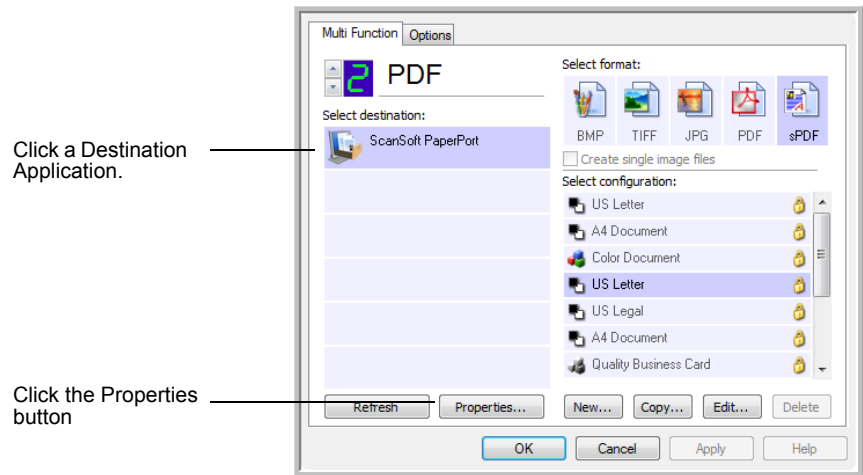 Multi Function
Options
2
PDF
Select destination:
ScanSoft PaperPort
Click a Destination
Application.
Click the Properties
button
Refresh
Properties...
Select format:
BMP
TIFF
JPG
PDF
sPDF
Create single image files
Select configuration:
US Letter
A4 Document
Color Document
US Letter
US Legal
A4 Document
Quality Business Card
New...
Copy...
Edit...
Delete
OK
Cancel
Apply
Help